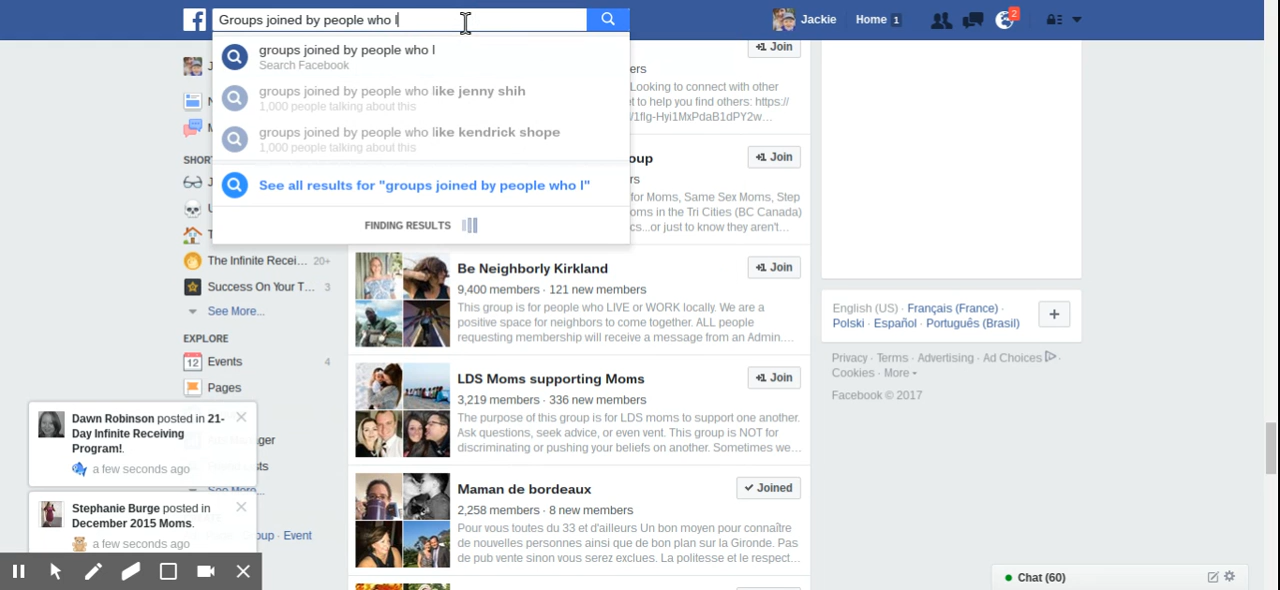 f Groups joined by people who l
Jackie Home 1
2
groups joined by people who l
Search Facebook
groups joined by people who like jenny shih
1,000 people talking about this
groups joined by people who like kendrick shope
1,000 people talking about this
See all results for "groups joined by people who l"
FINDING RESULTS
J
N
M
SHOR
J
U
T
The Infinite Recei... 20+
Success On Your T... 3
See More...
EXPLORE
Events 4
Pages
See More...
Group · Event
Dawn Robinson posted in 21-
Day Infinite Receiving
Program!.
a few seconds ago
Stephanie Burge posted in
December 2015 Moms.
a few seconds ago
+1 Join
ers
Looking to connect with other
et to help you find others: https://
/1flg-Hyi1MxPdaB1dPY2w...
oup
+1 Join
rs
for Moms, Same Sex Moms, Step
oms in the Tri Cities (BC Canada)
cs...or just to know they aren't...
Be Neighborly Kirkland
+1 Join
9,400 members · 121 new members
This group is for people who LIVE or WORK locally. We are a
positive space for neighbors to come together. ALL people
requesting membership will receive a message from an Admin....
LDS Moms supporting Moms
+1 Join
3,219 members · 336 new members
The purpose of this group is for LDS moms to support one another.
Ask questions, seek advice, or even vent. This group is NOT for
discriminating or pushing your beliefs on another. Sometimes we...
Maman de bordeaux
Joined
2,258 members · 8 new members
Pour vous toutes du 33 et d'ailleurs Un bon moyen pour connaître
de nouvelles personnes ainsi que de bon plan sur la Gironde. Pas
de pub vente sinon vous serez exclues. La politesse et le respect...
English (US) · Français (France) ·
Polski · Español · Português (Brasil)
+
Privacy · Terms · Advertising · Ad Choices ·
Cookies · More
Facebook © 2017
Chat (60)